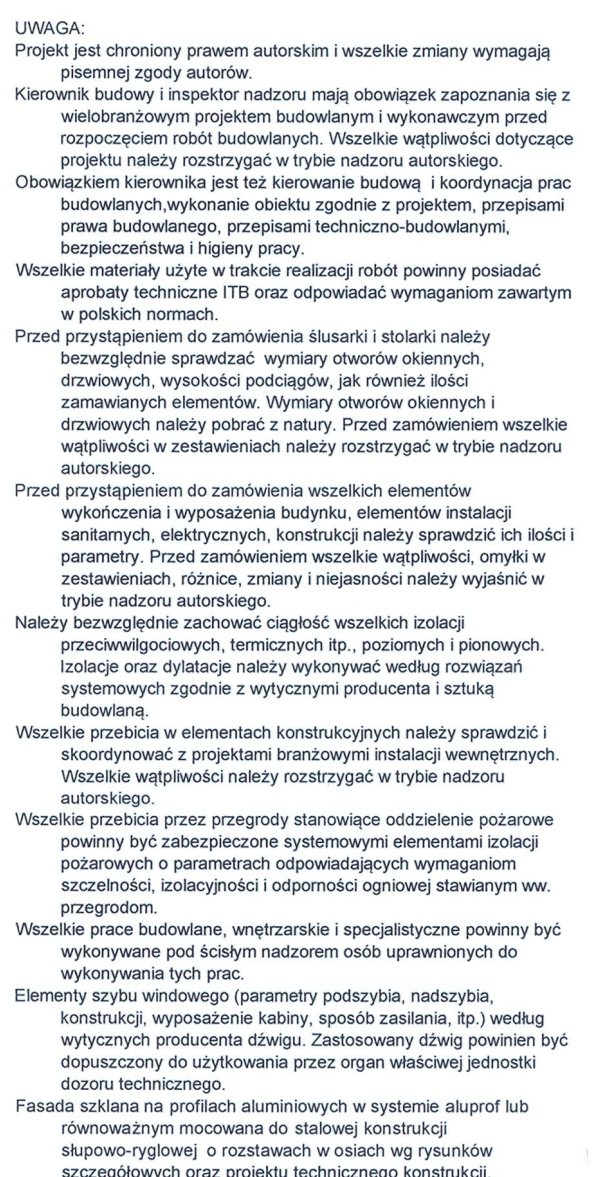 UWAGA:
Projekt jest chroniony prawem autorskim i wszelkie zmiany wymagają
pisemnej zgody autorów.
Kierownik budowy i inspektor nadzoru mają obowiązek zapoznania się z
wielobranżowym projektem budowlanym i wykonawczym przed
rozpoczęciem robót budowlanych. Wszelkie wątpliwości dotyczące
projektu należy rozstrzygać w trybie nadzoru autorskiego.
Obowiązkiem kierownika jest też kierowanie budową i koordynacja prac
budowlanych,wykonanie obiektu zgodnie z projektem, przepisami
prawa budowlanego, przepisami techniczno-budowlanymi,
bezpieczeństwa i higieny pracy.
Wszelkie materiały użyte w trakcie realizacji robót powinny posiadać
aprobaty techniczne ITB oraz odpowiadać wymaganiom zawartym
w polskich normach.
Przed przystąpieniem do zamówienia ślusarki i stolarki należy
bezwzględnie sprawdzać wymiary otworów okiennych,
drzwiowych, wysokości podciągów, jak również ilości
zamawianych elementów. Wymiary otworów okiennych i
drzwiowych należy pobrać z natury. Przed zamówieniem wszelkie
wątpliwości w zestawieniach należy rozstrzygać w trybie nadzoru
autorskiego.
Przed przystąpieniem do zamówienia wszelkich elementów
wykończenia i wyposażenia budynku, elementów instalacji
sanitarnych, elektrycznych, konstrukcji należy sprawdzić ich ilości i
parametry. Przed zamówieniem wszelkie wątpliwości, omyłki w
zestawieniach, różnice, zmiany i niejasności należy wyjaśnić w
trybie nadzoru autorskiego.
Należy bezwzględnie zachować ciągłość wszelkich izolacji
przeciwwilgociowych, termicznych itp., poziomych i pionowych.
Izolacje oraz dylatacje należy wykonywać według rozwiązań
systemowych zgodnie z wytycznymi producenta i sztuką
budowlaną.
Wszelkie przebicia w elementach konstrukcyjnych należy sprawdzić i
skoordynować z projektami branżowymi instalacji wewnętrznych.
Wszelkie wątpliwości należy rozstrzygać w trybie nadzoru
autorskiego.
Wszelkie przebicia przez przegrody stanowiące oddzielenie pożarowe
powinny być zabezpieczone systemowymi elementami izolacji
pożarowych o parametrach odpowiadających wymaganiom
szczelności, izolacyjności i odporności ogniowej stawianym ww.
przegrodom.
Wszelkie prace budowlane, wnętrzarskie i specjalistyczne powinny być
wykonywane pod ścisłym nadzorem osób uprawnionych do
wykonywania tych prac.
Elementy szybu windowego (parametry podszybia, nadszybia,
konstrukcji, wyposażenie kabiny, sposób zasilania, itp.) według
wytycznych producenta dźwigu. Zastosowany dźwig powinien być
dopuszczony do użytkowania przez organ właściwej jednostki
dozoru technicznego.
Fasada szklana na profilach aluminiowych w systemie aluprof lub
równoważnym mocowana do stalowej konstrukcji
słupowo-ryglowej o rozstawach w osiach wg rysunków
szczegółowych oraz projektu technicznego konstrukcji.